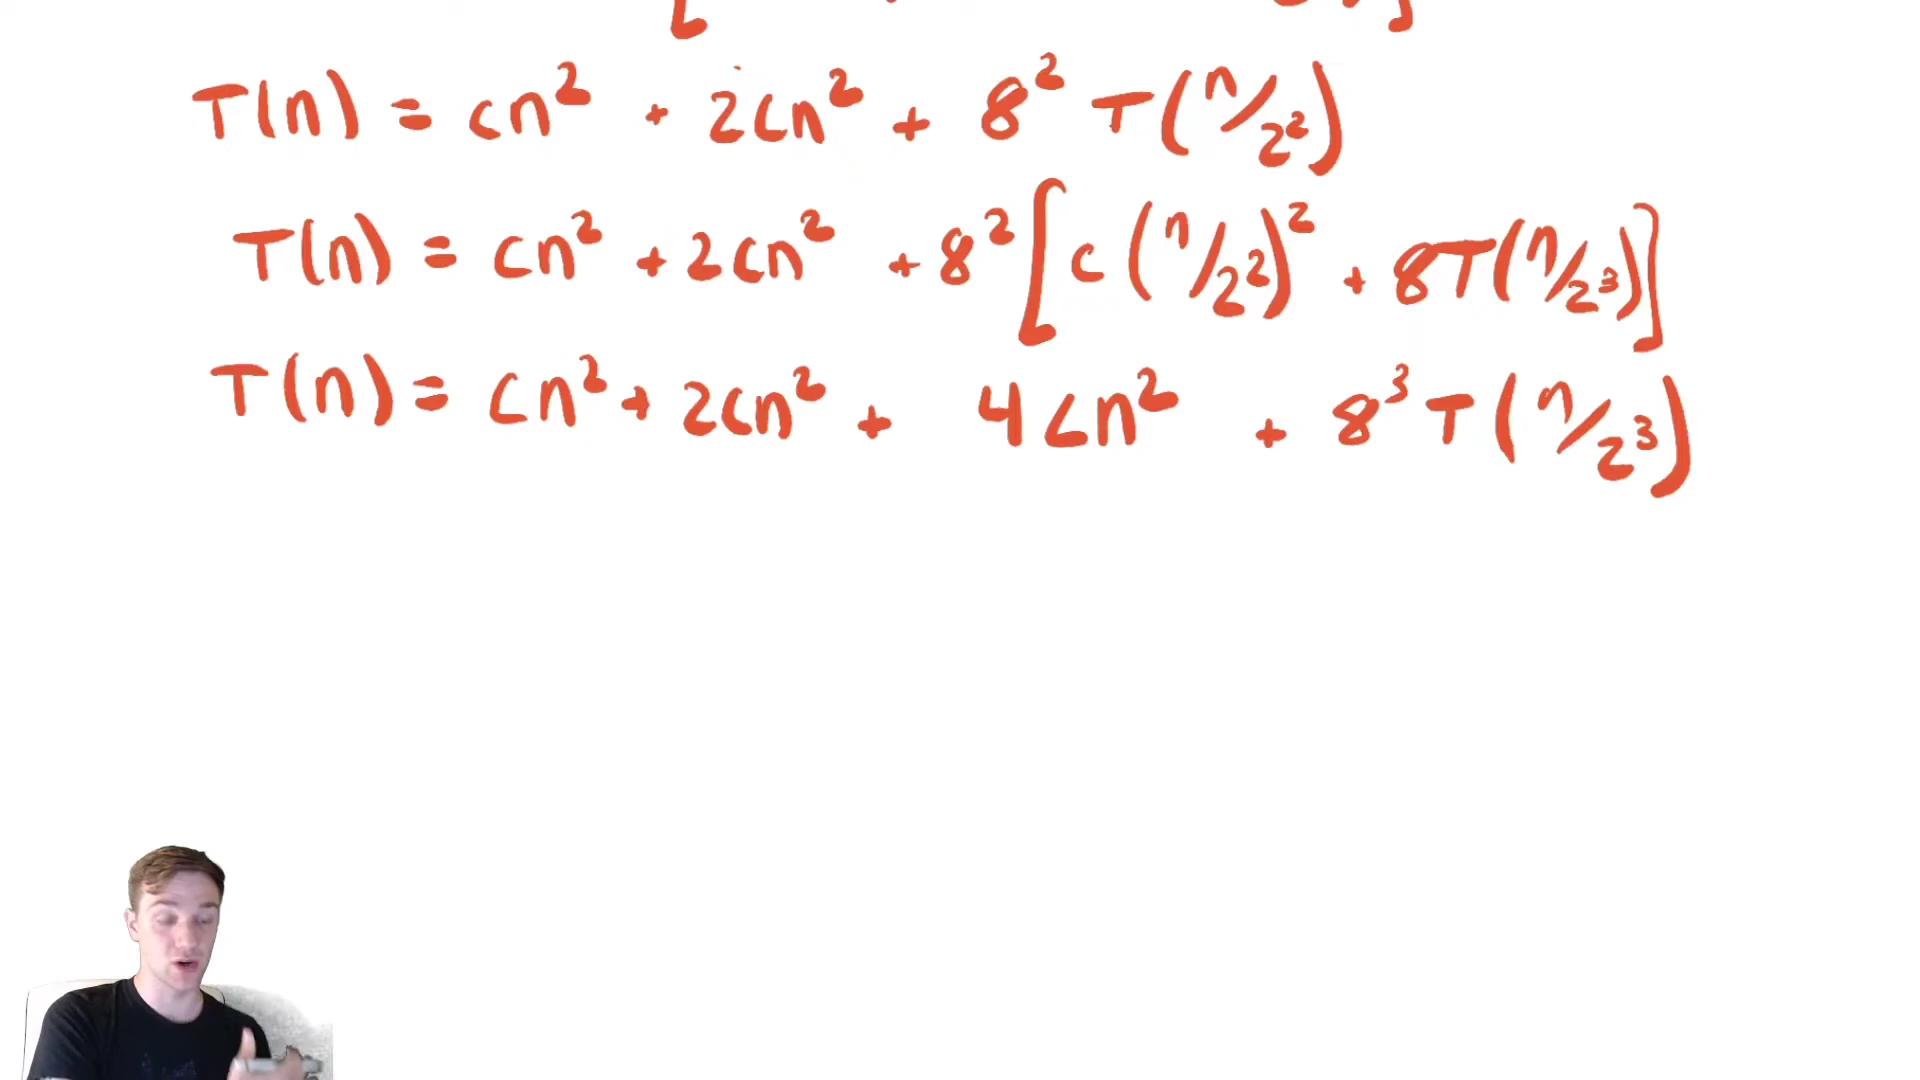 T(n) = cn² + 2cn² + 8² T(n/2²)
T(n) = cn² + 2cn² + 8² [c(n/2²)² + 8T(n/2³)]
T(n) = cn² + 2cn² + 4cn² + 8³ T(n/2³)